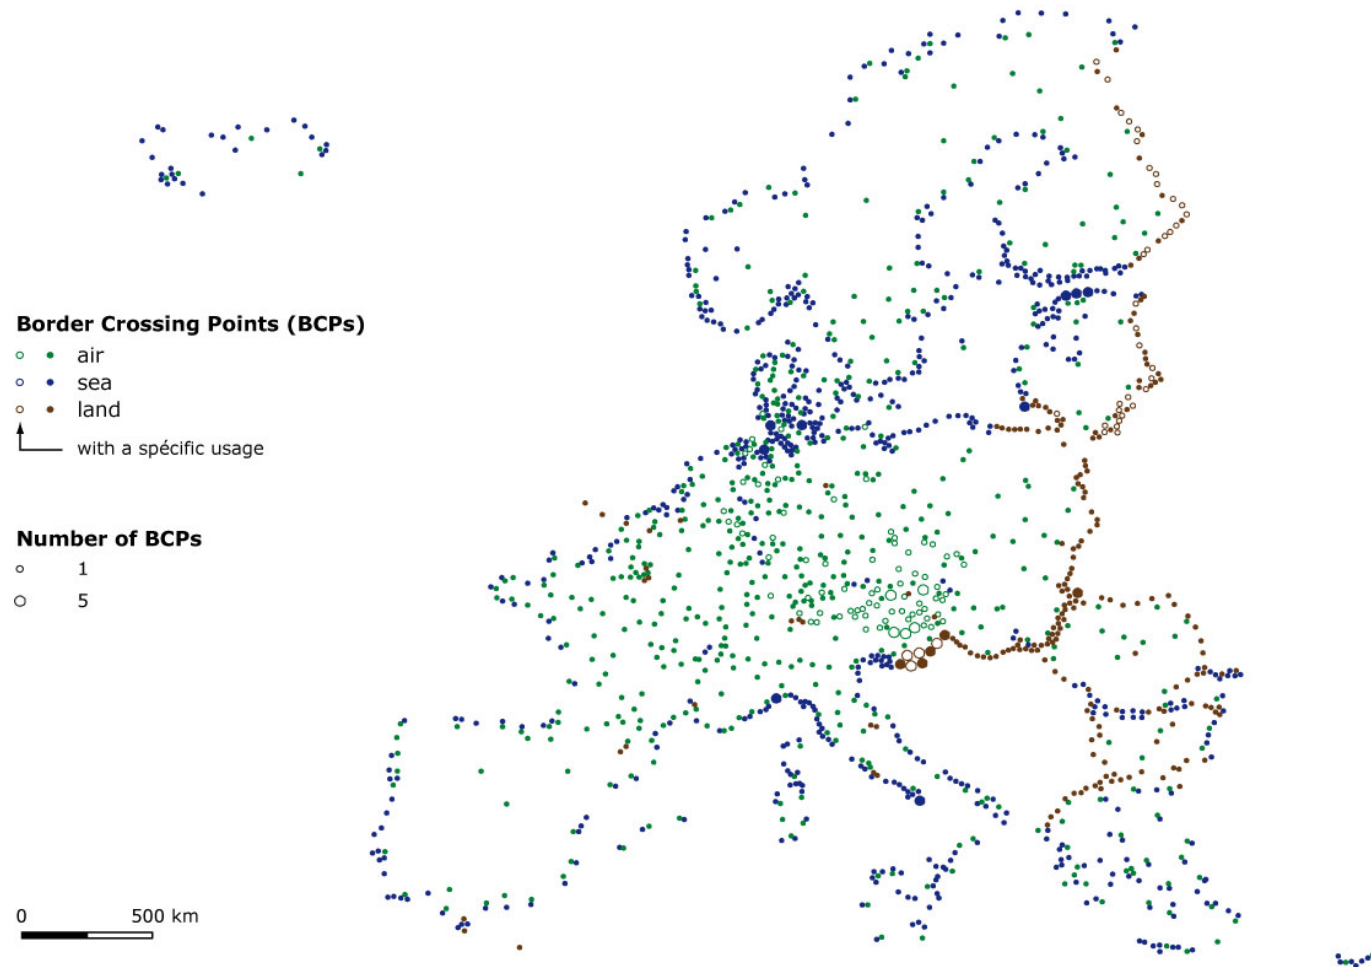 Border Crossing Points (BCPs)
air
sea
land
with a spécific usage
Number of BCPs
1
5
0 500 km